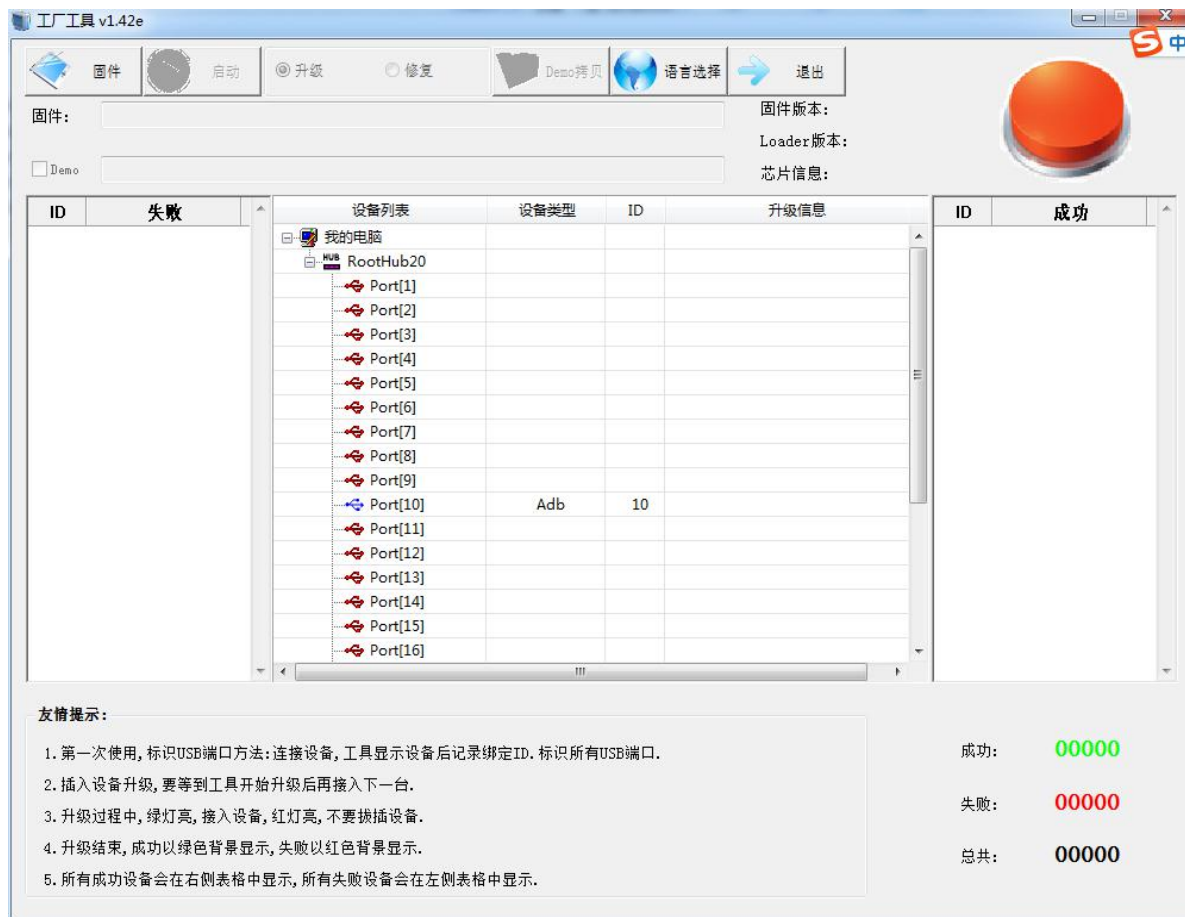 工厂工具 v1.42e
中
固件 启动 升级 修复 Demo拷贝 语言选择 退出
固件: 固件版本:
Loader版本:
Demo 芯片信息:
ID 失败 设备列表 设备类型 ID 升级信息 ID 成功
我的电脑
HUB RootHub20
Port[1]
Port[2]
Port[3]
Port[4]
Port[5]
Port[6]
Port[7]
Port[8]
Port[9]
Port[10] Adb 10
Port[11]
Port[12]
Port[13]
Port[14]
Port[15]
Port[16]
友情提示:
1.第一次使用,标识USB端口方法:连接设备,工具显示设备后记录绑定ID.标识所有USB端口.
2.插入设备升级,要等到工具开始升级后再接入下一台.
3.升级过程中,绿灯亮,接入设备,红灯亮,不要拔插设备.
4.升级结束,成功以绿色背景显示,失败以红色背景显示.
5.所有成功设备会在右侧表格中显示,所有失败设备会在左侧表格中显示.
成功: 00000
失败: 00000
总共: 00000